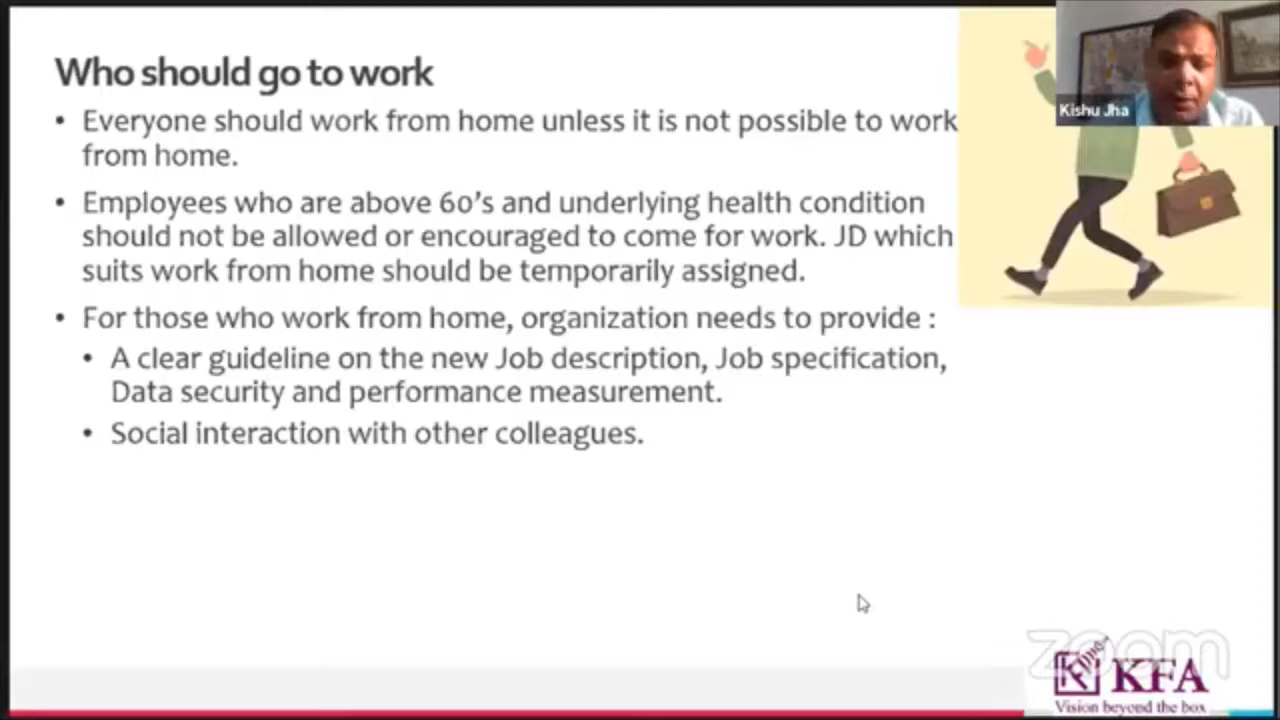 Who should go to work
• Everyone should work from home unless it is not possible to work
from home.
• Employees who are above 60's and underlying health condition
should not be allowed or encouraged to come for work. JD which
suits work from home should be temporarily assigned.
• For those who work from home, organization needs to provide :
• A clear guideline on the new Job description, Job specification,
Data security and performance measurement.
• Social interaction with other colleagues.
Kishu Jha
zoom
KFA
Vision beyond the box